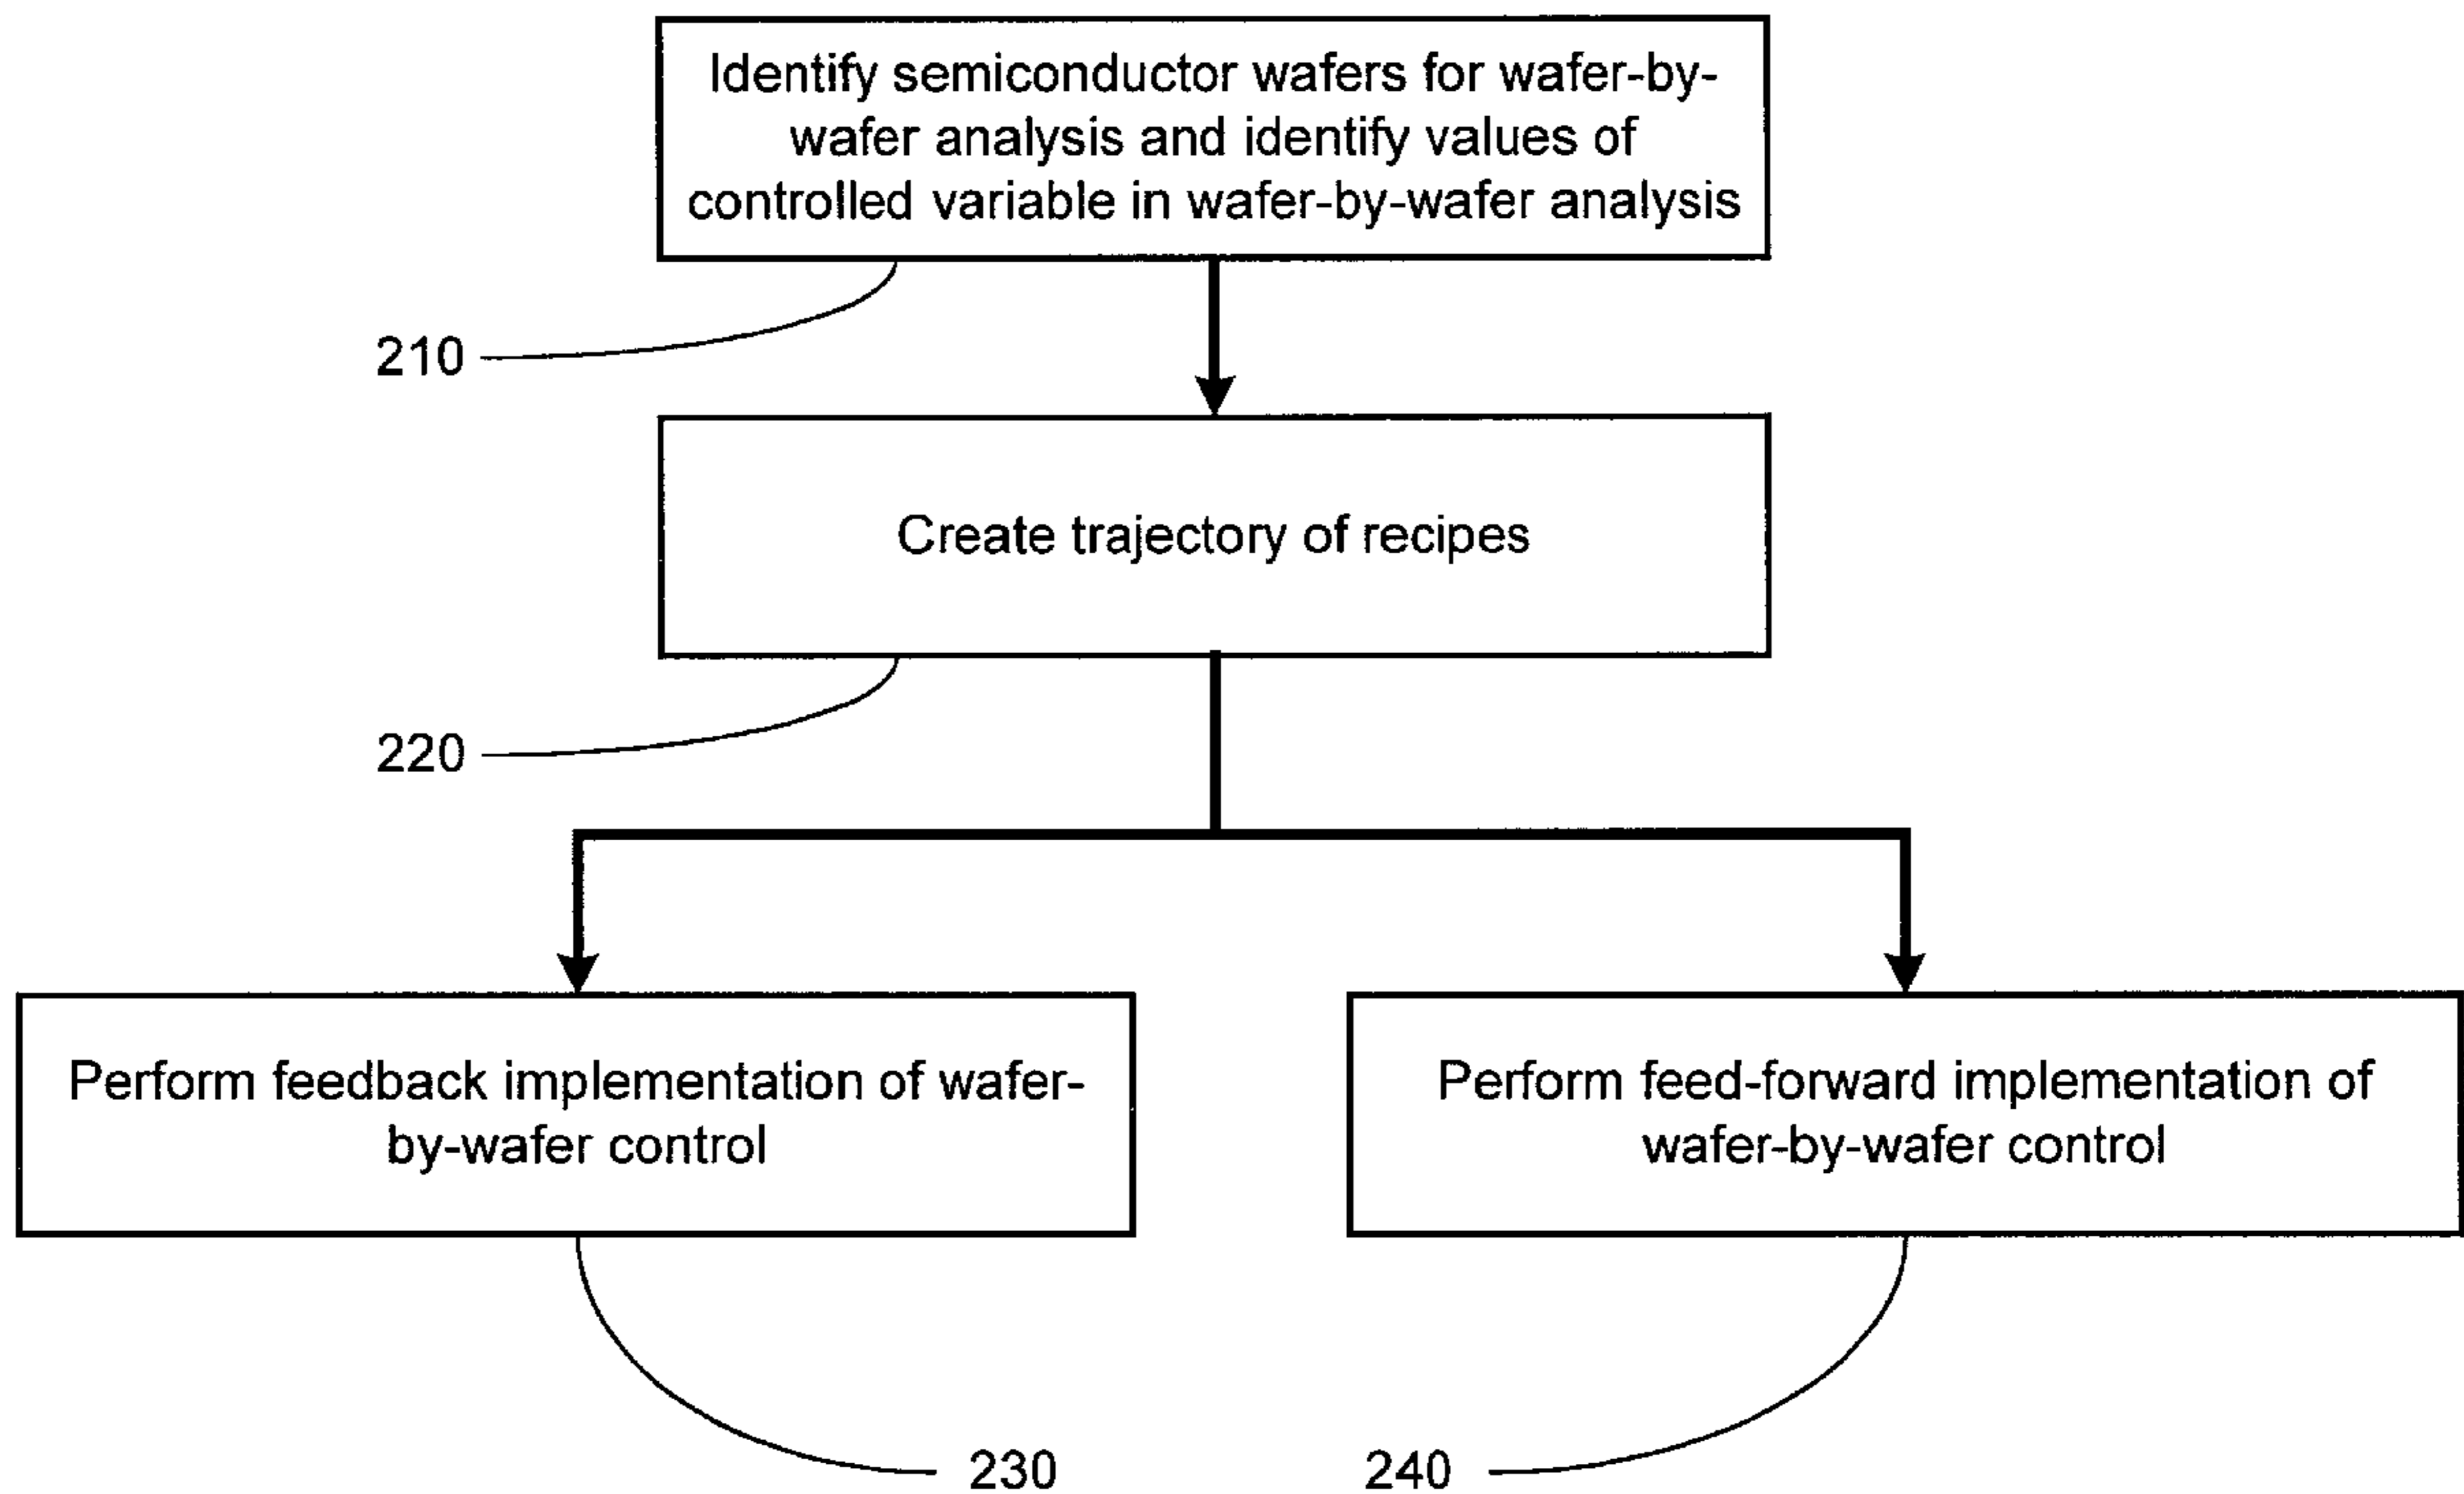 Identify semiconductor wafers for wafer-by-
wafer analysis and identify values of
controlled variable in wafer-by-wafer analysis
210
Create trajectory of recipes
220
Perform feedback implementation of wafer-
by-wafer control
Perform feed-forward implementation of
wafer-by-wafer control
230
240